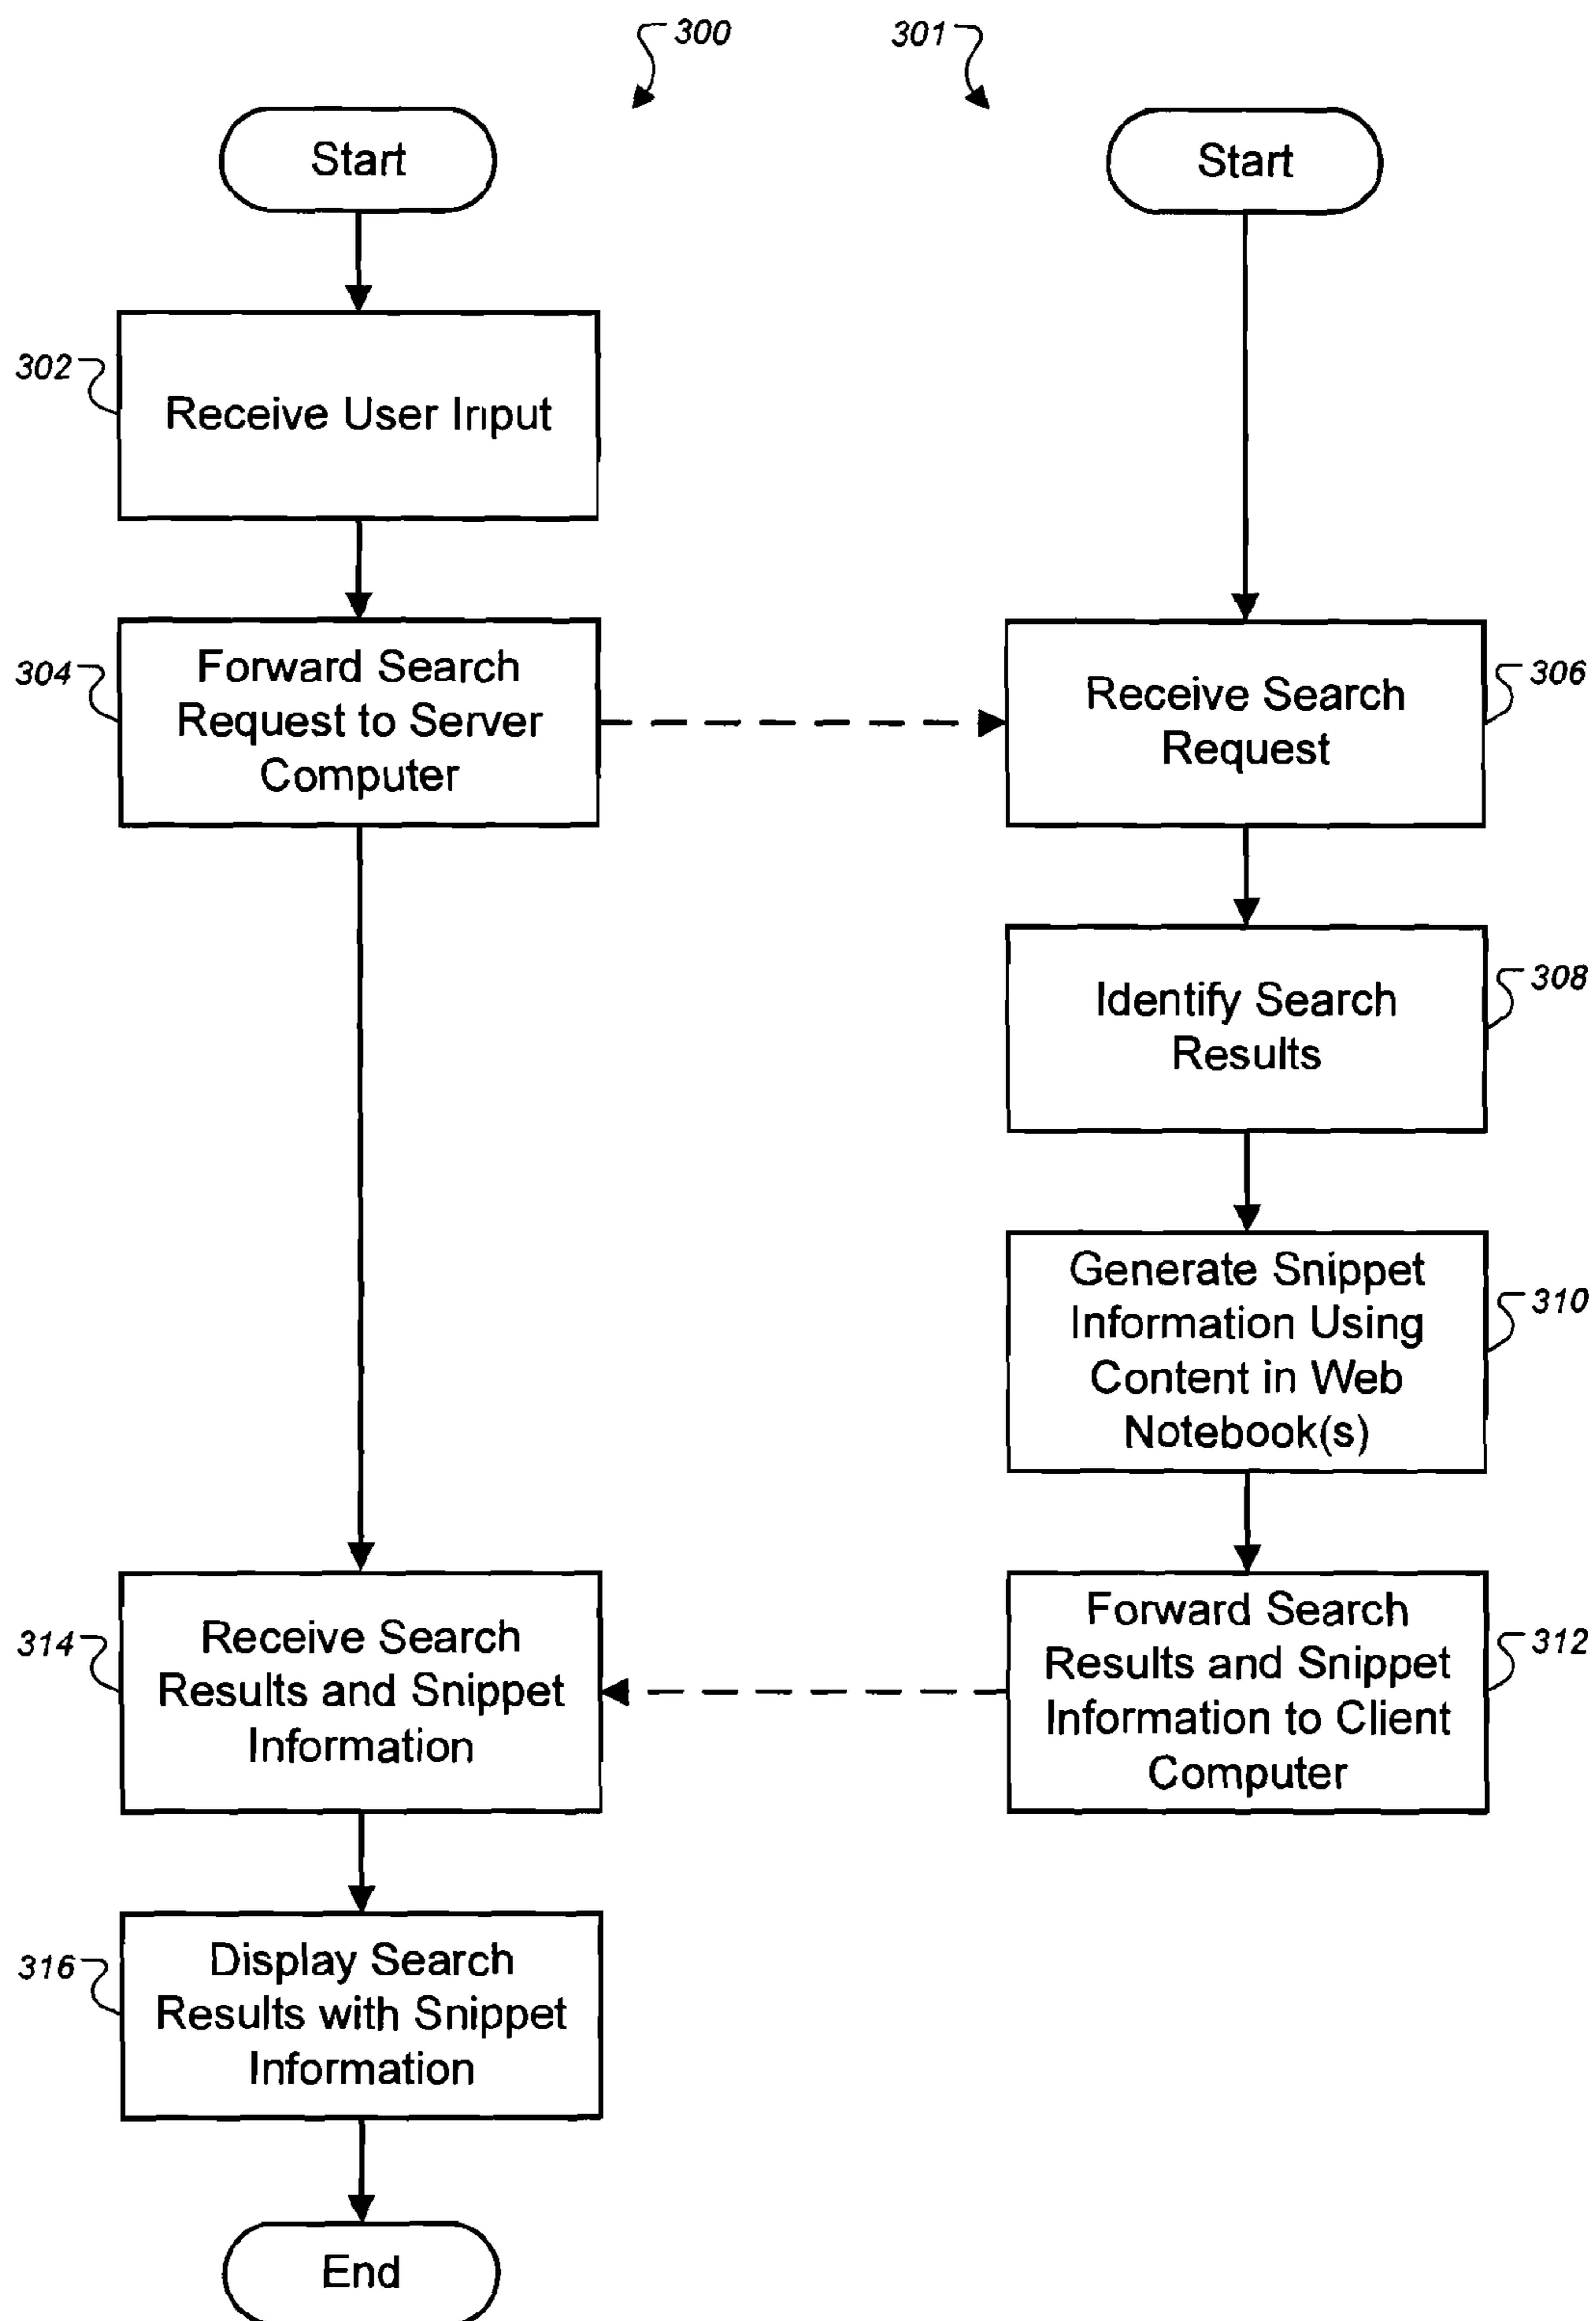 300
301
Start
Start
302
Receive User Input
304
Forward Search
Request to Server
Computer
306
Receive Search
Request
308
Identify Search
Results
310
Generate Snippet
Information Using
Content in Web
Notebook(s)
314
Receive Search
Results and Snippet
Information
312
Forward Search
Results and Snippet
Information to Client
Computer
316
Display Search
Results with Snippet
Information
End